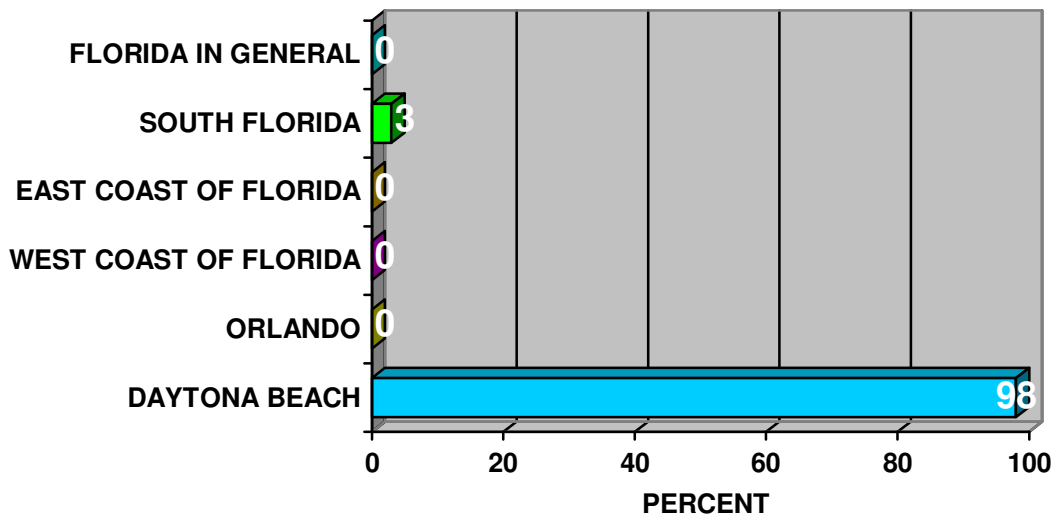 FLORIDA IN GENERAL 0
SOUTH FLORIDA 3
EAST COAST OF FLORIDA 0
WEST COAST OF FLORIDA 0
ORLANDO 0
DAYTONA BEACH 98
0 20 40 60 80 100
PERCENT